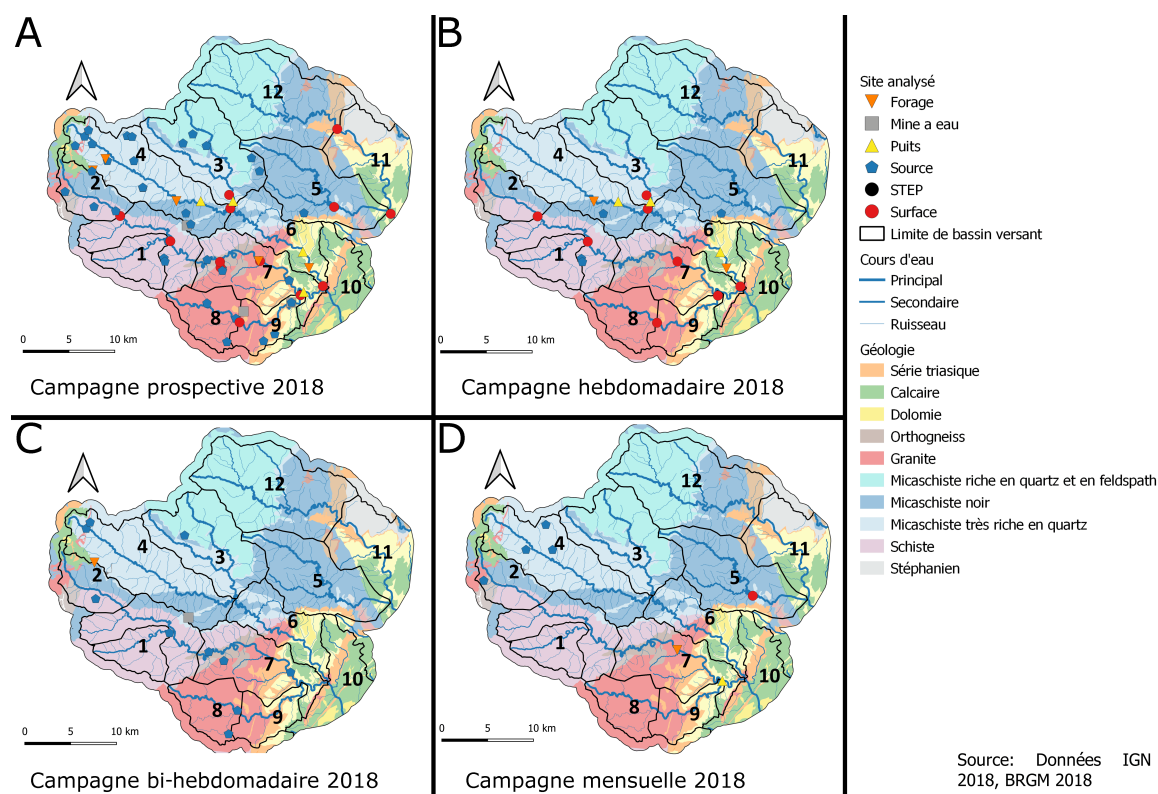 A
12
4
3
2
11
5
1
6
7
10
8
9
0 5 10 km
Campagne prospective 2018
B
12
4
3
2
11
5
1
6
7
10
8
9
0 5 10 km
Campagne hebdomadaire 2018
C
12
4
3
2
11
5
1
6
7
10
8
9
0 5 10 km
Campagne bi-hebdomadaire 2018
D
12
4
3
2
11
5
1
6
7
10
8
9
0 5 10 km
Campagne mensuelle 2018
Site analysé
Forage
Mine a eau
Puits
Source
STEP
Surface
Limite de bassin versant
Cours d'eau
Principal
Secondaire
Ruisseau
Géologie
Série triasique
Calcaire
Dolomie
Orthogneiss
Granite
Micaschiste riche en quartz et en feldspath
Micaschiste noir
Micaschiste très riche en quartz
Schiste
Stéphanien
Source: Données IGN
2018, BRGM 2018